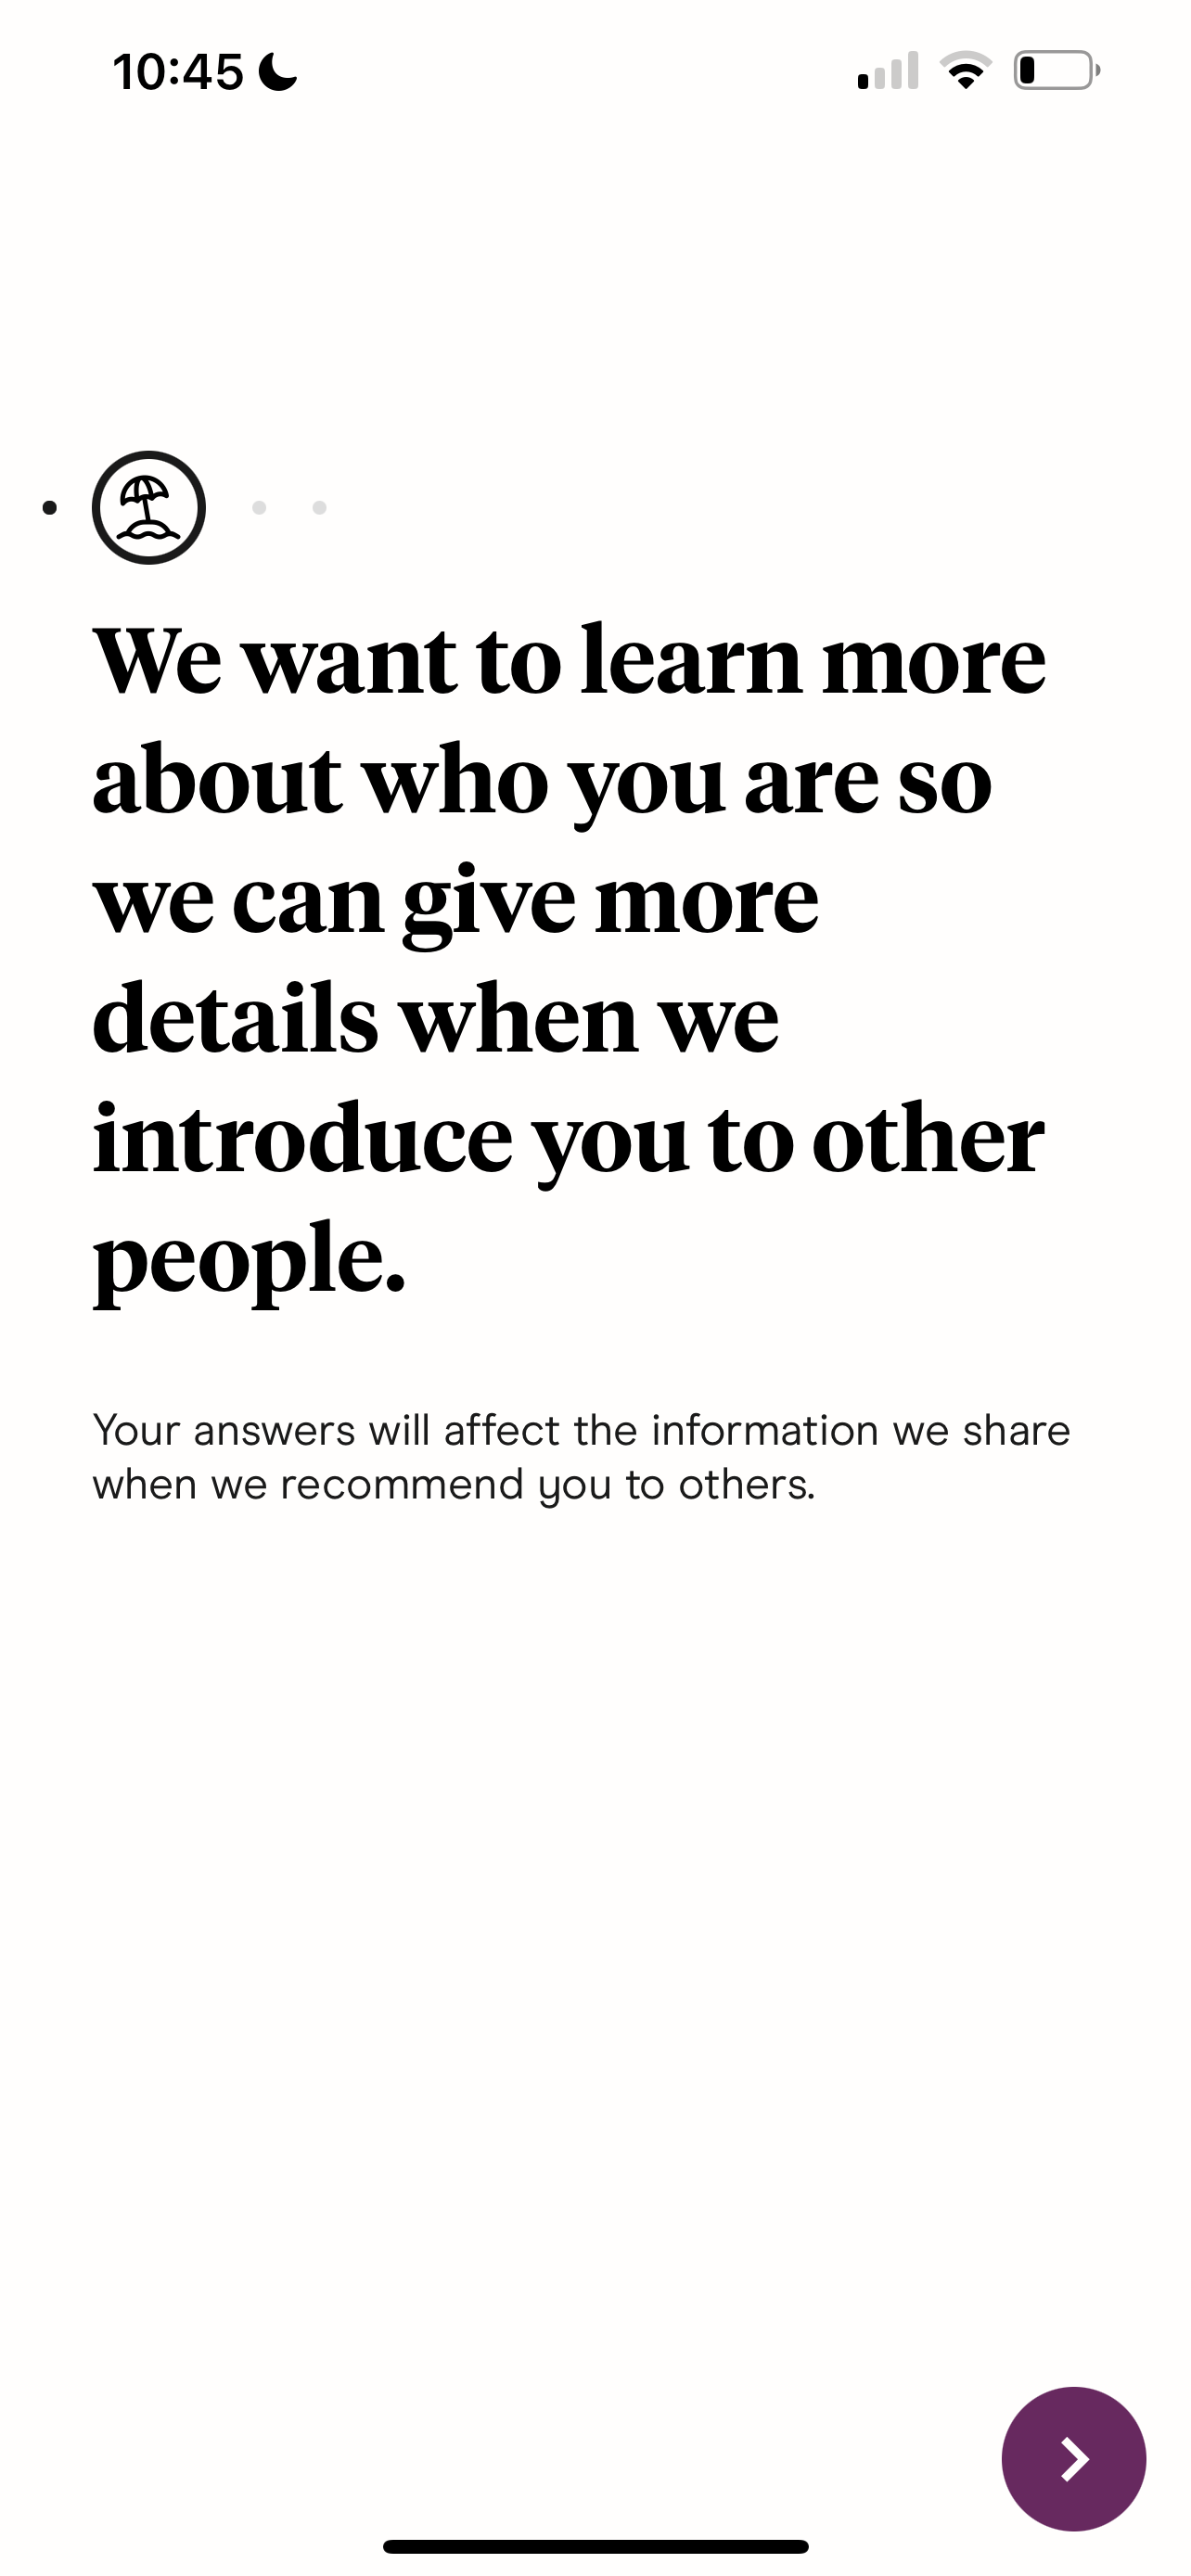 10:45
We want to learn more
about who you are so
we can give more
details when we
introduce you to other
people.
Your answers will affect the information we share
when we recommend you to others.